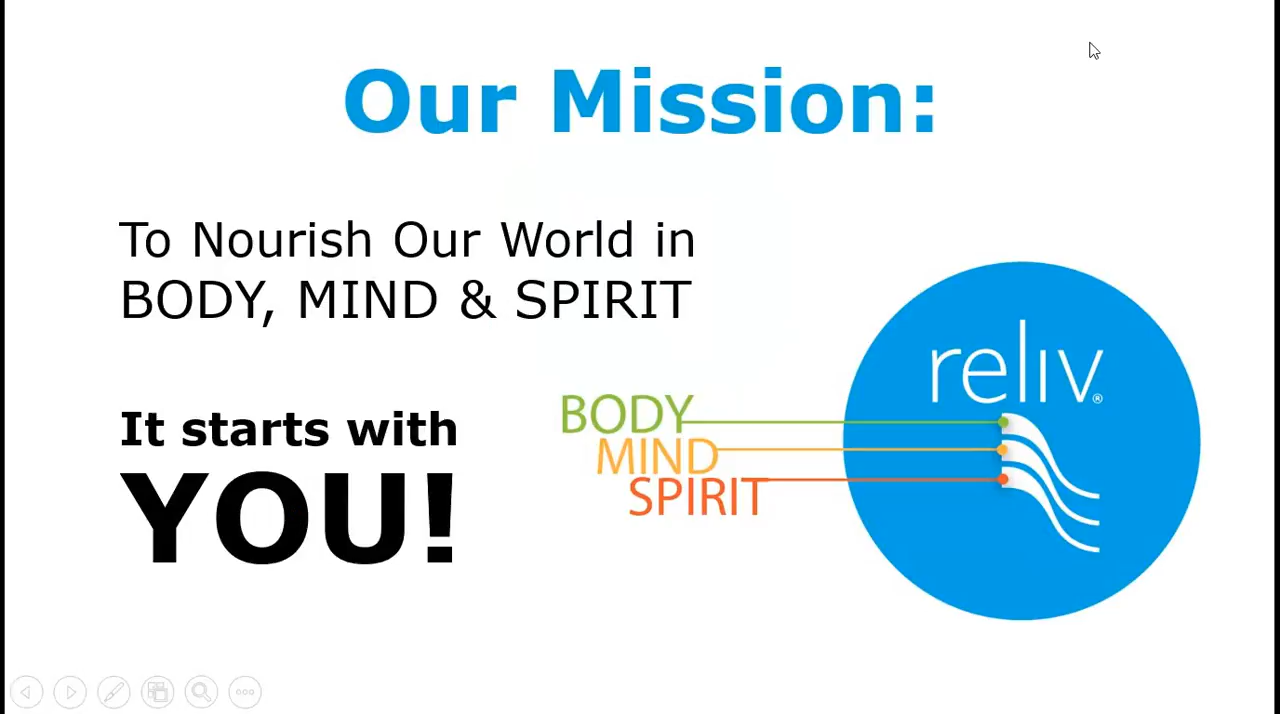 Our Mission:
To Nourish Our World in
BODY, MIND & SPIRIT
It starts with
YOU!
BODY
MIND
SPIRIT
reliv®